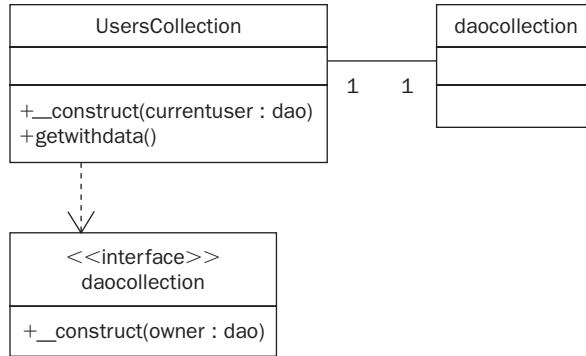 UsersCollection
daocollection
1 1
+__construct(currentuser : dao)
+getwithdata()
<<interface>>
daocollection
+__construct(owner : dao)